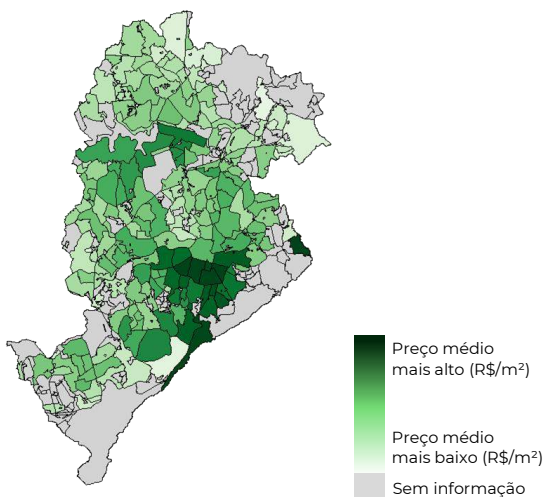 Preço médio
mais alto (R$/m²)
Preço médio
mais baixo (R$/m²)
Sem informação